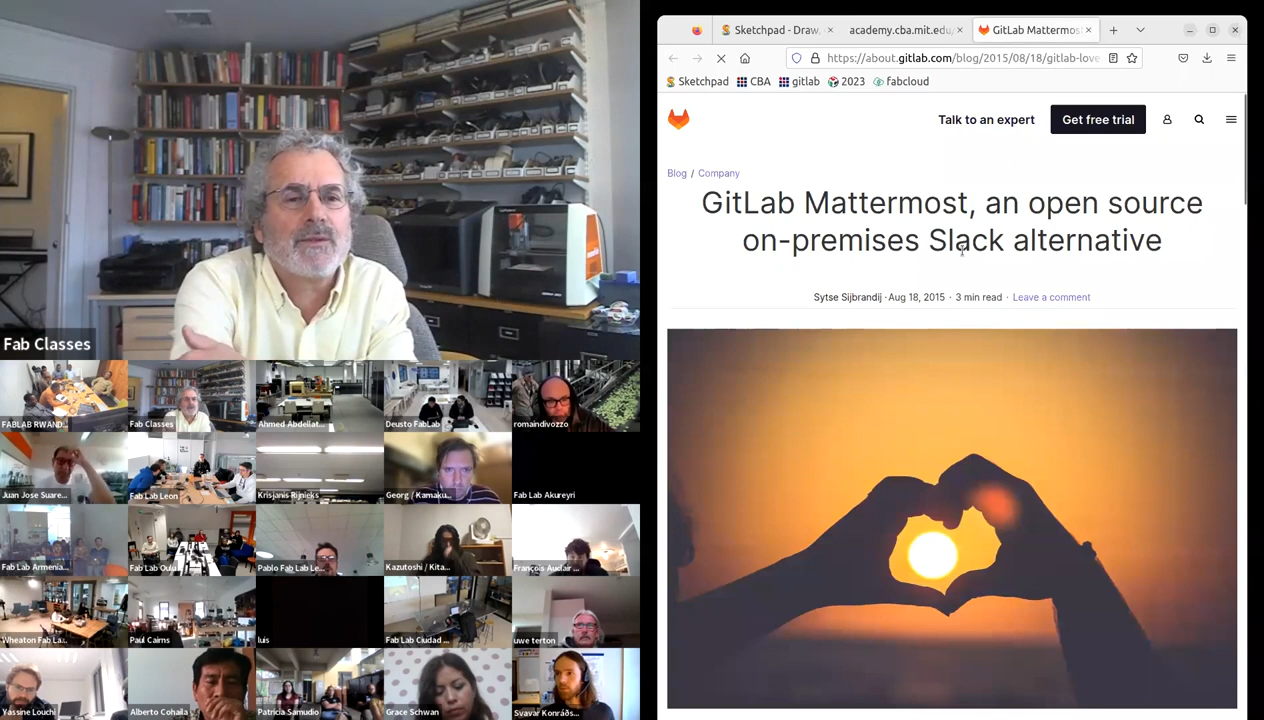 Fab Classes
FABLAB RWAND...
Fab Classes
Ahmed Abdellat...
Deusto FabLab
romaindivozzo
Juan Jose Suare...
Fab Lab Leon
Krisjanis Rijnieks
Georg / Kamaku...
Fab Lab Akureyri
Fab Lab Armenia...
Fab Lab Oulu
Pablo Fab Lab Le...
Kazutoshi / Kita...
François Auclair ...
Wheaton Fab La...
Paul Cairns
luis
Fab Lab Ciudad ...
uwe terton
Yassine Louchi
Alberto Cohaila
Patricia Samudio
Grace Schwan
Svavar Konráðs...
Sketchpad - Draw,
academy.cba.mit.edu/
GitLab Mattermost
https://about.gitlab.com/blog/2015/08/18/gitlab-love
Sketchpad
CBA
gitlab
2023
fabcloud
Talk to an expert
Get free trial
Blog / Company
GitLab Mattermost, an open source
on-premises Slack alternative
Sytse Sijbrandij · Aug 18, 2015 · 3 min read · Leave a comment